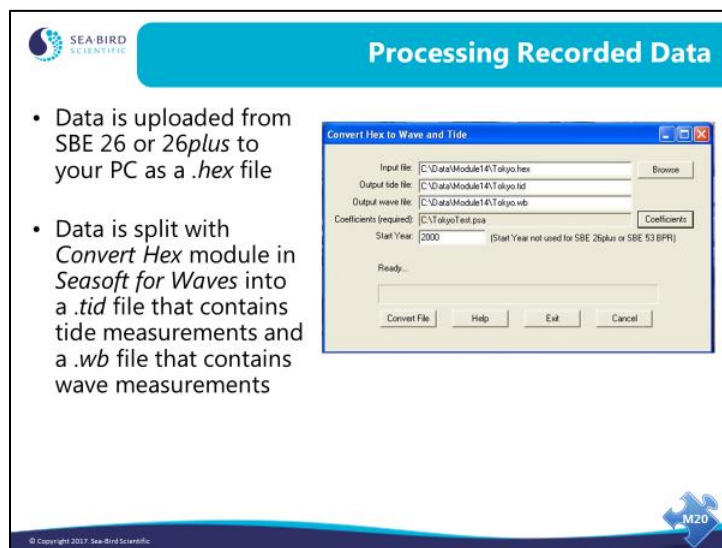 SEA·BIRD
SCIENTIFIC
Processing Recorded Data
• Data is uploaded from
SBE 26 or 26plus to
your PC as a .hex file
• Data is split with
Convert Hex module in
Seasoft for Waves into
a .tid file that contains
tide measurements and
a .wb file that contains
wave measurements
Convert Hex to Wave and Tide
Input file: C:\Data\Module14\Tokyo.hex Browse
Output tide file: C:\Data\Module14\Tokyo.tid
Output wave file: C:\Data\Module14\Tokyo.wb
Coefficients (required): C:\TokyoTest.psa Coefficients
Start Year: 2000 (Start Year not used for SBE 26plus or SBE 53 BPR)
Ready...
Convert File Help Exit Cancel
M20
© Copyright 2017. Sea-Bird Scientific